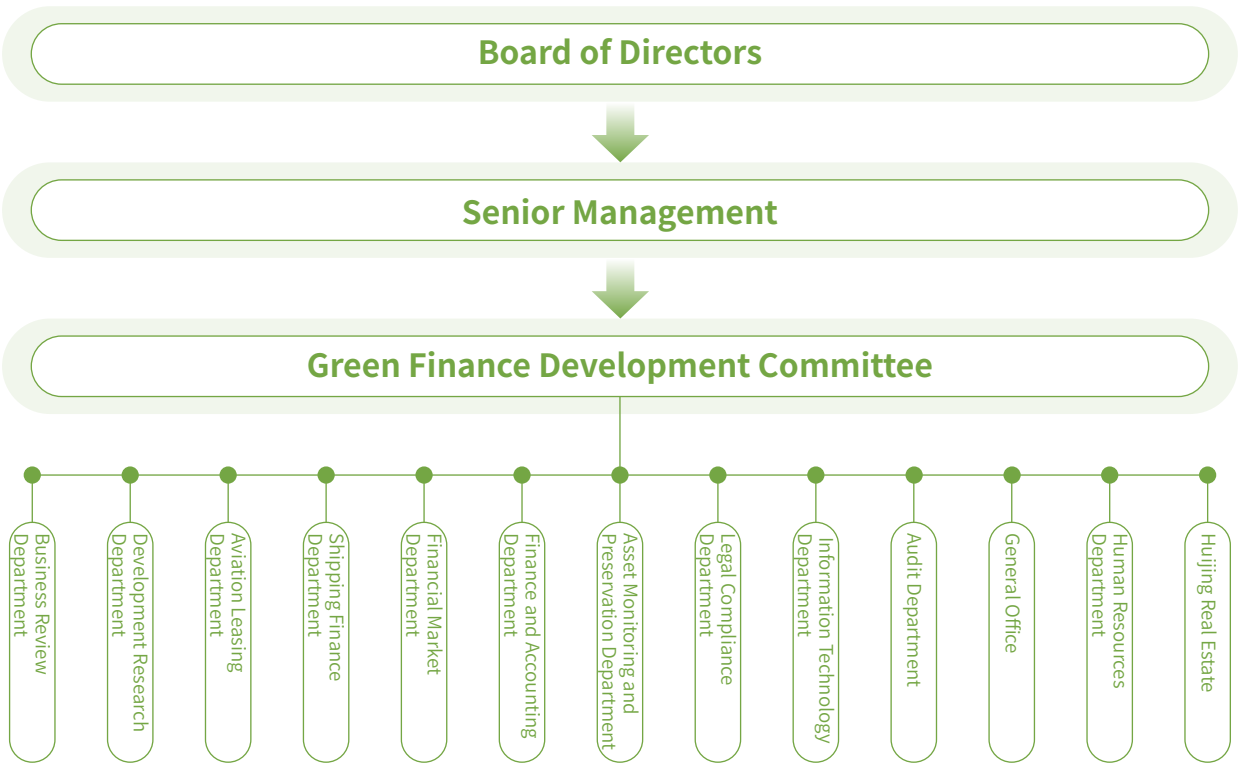 Board of Directors
Senior Management
Green Finance Development Committee
Business Review
Department
Development Research
Department
Aviation Leasing
Department
Shipping Finance
Department
Financial Market
Department
Finance and Accounting
Department
Asset Monitoring and
Preservation Department
Legal Compliance
Department
Information Technology
Department
Audit Department
General Office
Human Resources
Department
Huijing Real Estate